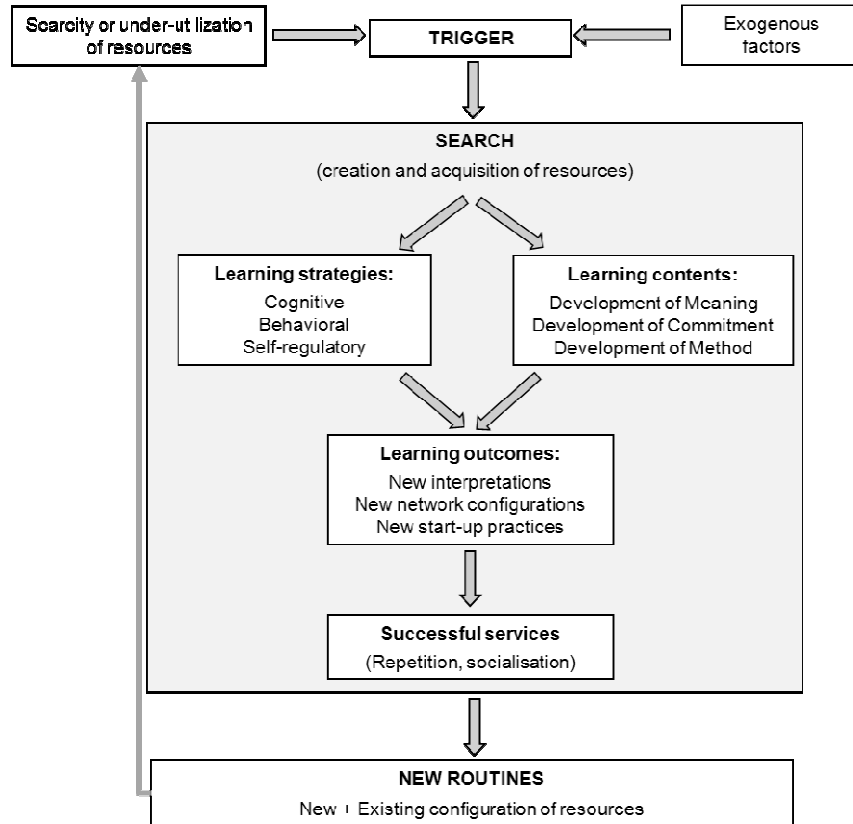 Scarcity or under-ut lization
of resources
TRIGGER
Exogenous
factors
SEARCH
(creation and acquisition of resources)
Learning strategies:
Cognitive
Behavioral
Self-regulatory
Learning contents:
Development of Meaning
Development of Commitment
Development of Method
Learning outcomes:
New interpretations
New network configurations
New start-up practices
Successful services
(Repetition, socialisation)
NEW ROUTINES
New + Existing configuration of resources